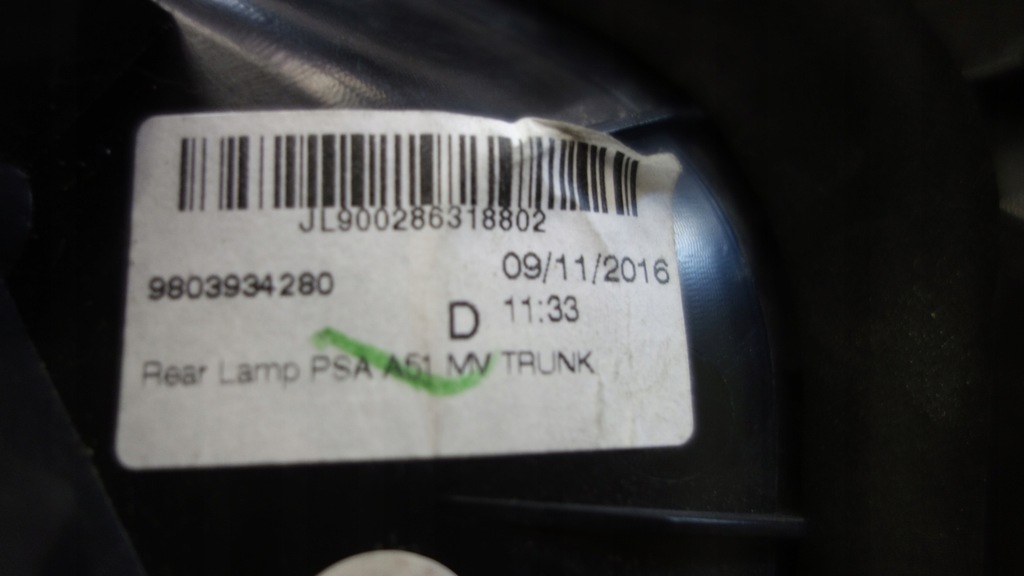 JL900286318802
9803934280
09/11/2016
D
11:33
Rear Lamp PSA A51 MV TRUNK